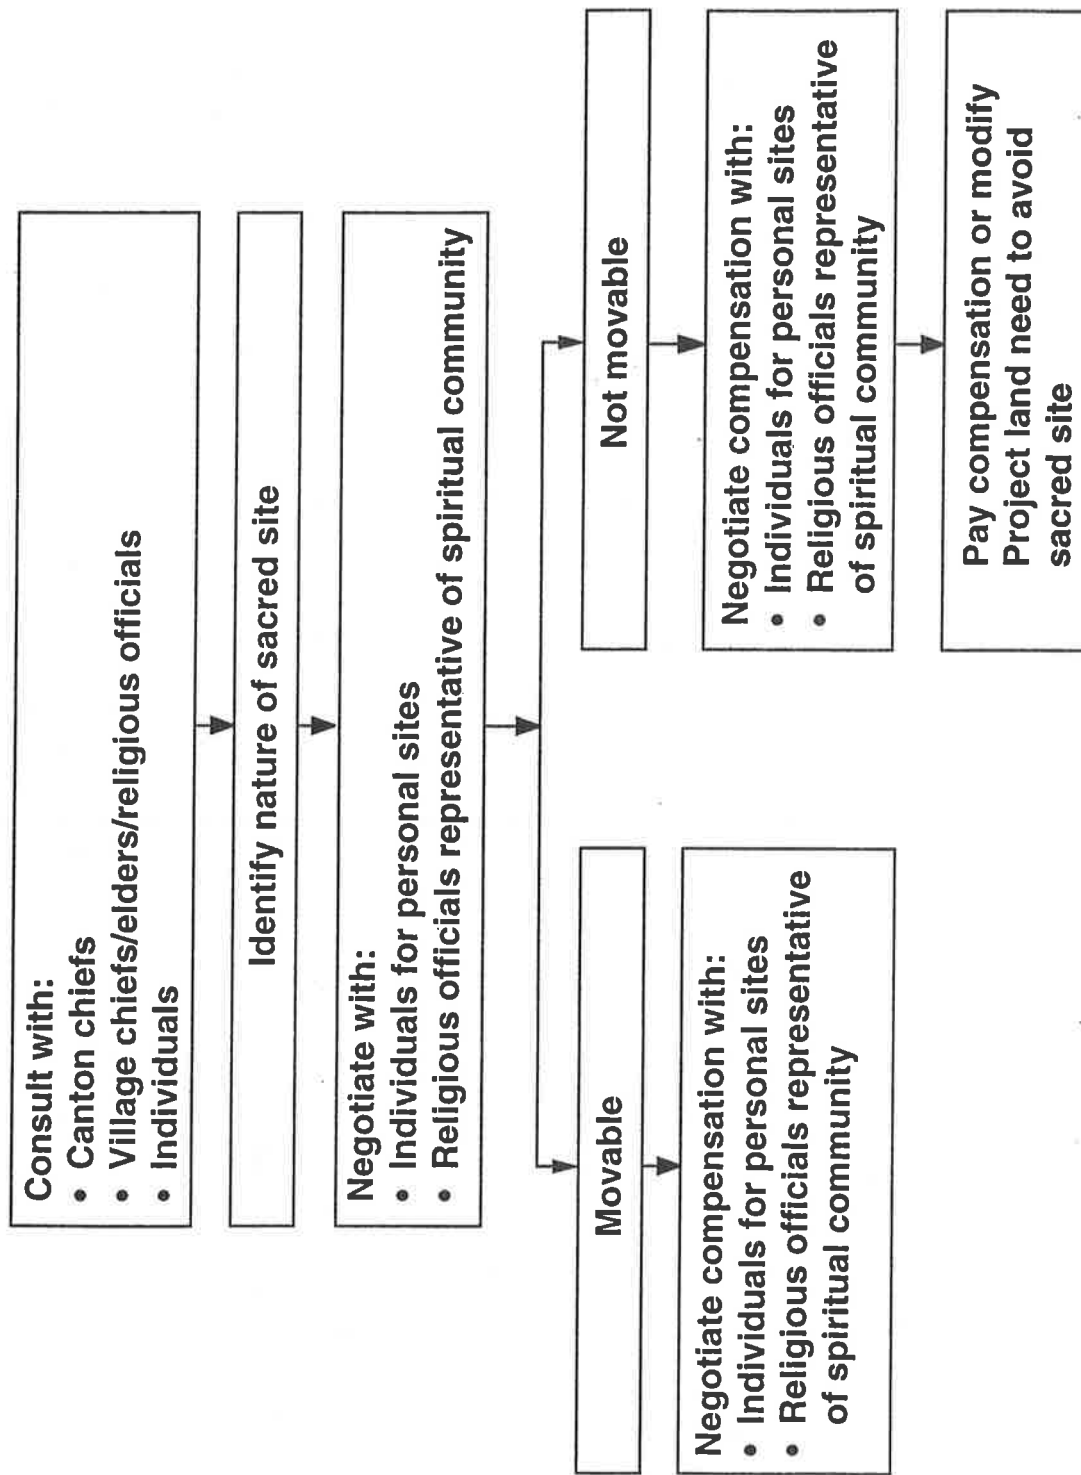 Consult with:
• Canton chiefs
• Village chiefs/elders/religious officials
• Individuals
Identify nature of sacred site
Negotiate with:
• Individuals for personal sites
• Religious officials representative of spiritual community
Movable
Negotiate compensation with:
• Individuals for personal sites
• Religious officials representative
of spiritual community
Not movable
Negotiate compensation with:
• Individuals for personal sites
• Religious officials representative
of spiritual community
Pay compensation or modify
Project land need to avoid
sacred site